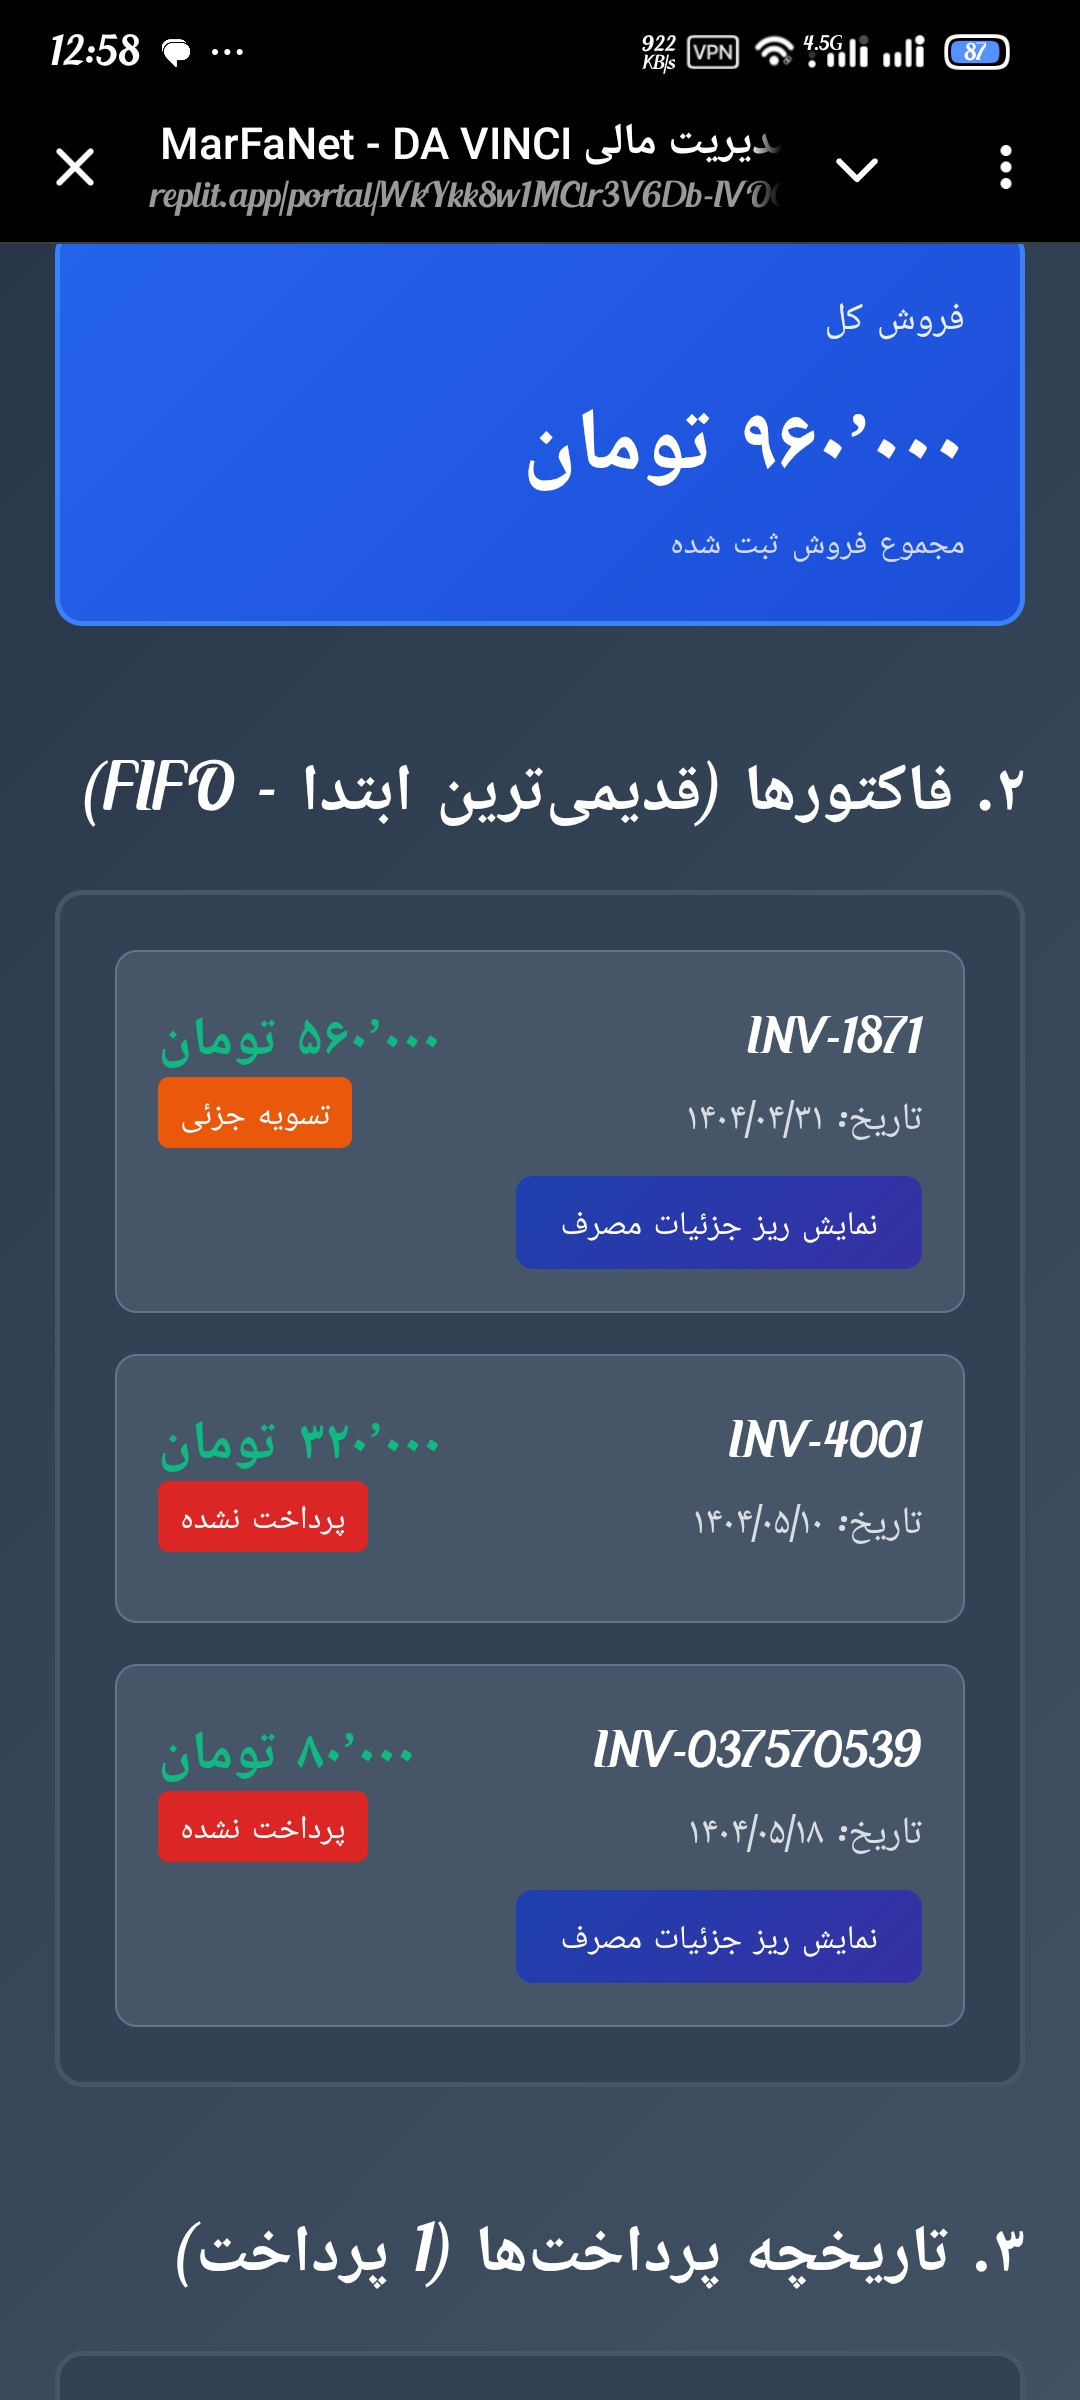 12:58
922 KB/s VPN 4.5G 87
MarFaNet - DA VINCI دیریت مالی
replit.app/portal/WkYkk8w1MClr3V6Db-IV
فروش کل
۹۶۰٬۰۰۰ تومان
مجموع فروش ثبت شده
۲. فاکتورها (قدیمی‌ترین ابتدا - FIFO)
INV-1871
۵۶۰٬۰۰۰ تومان
تسویه جزئی
تاریخ: ۱۴۰۴/۰۴/۳۱
نمایش ریز جزئیات مصرف
INV-4001
۳۲۰٬۰۰۰ تومان
پرداخت نشده
تاریخ: ۱۴۰۴/۰۵/۱۰
INV-037570539
۸۰٬۰۰۰ تومان
پرداخت نشده
تاریخ: ۱۴۰۴/۰۵/۱۸
نمایش ریز جزئیات مصرف
۳. تاریخچه پرداخت‌ها (1 پرداخت)